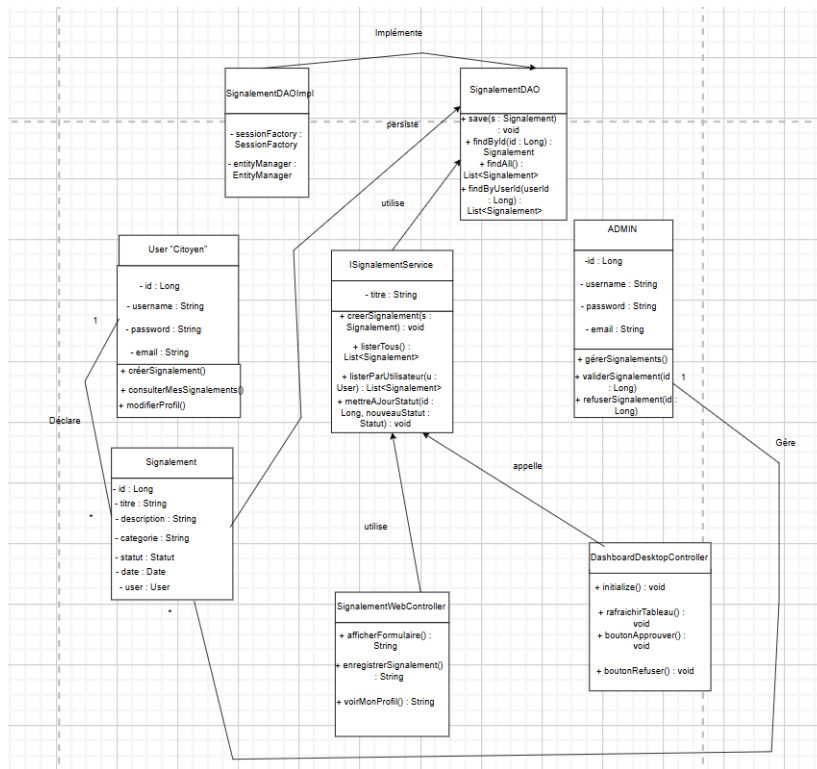 Implémente
SignalementDAOImpl
- sessionFactory :
SessionFactory
- entityManager :
EntityManager
SignalementDAO
+ save(s : Signalement)
: void
+ findById(id : Long) :
Signalement
+ findAll() :
List<Signalement>
+ findByUserId(userId
: Long) :
List<Signalement>
persiste
utilise
User "Citoyen"
- id : Long
- username : String
- password : String
- email : String
+ créerSignalement()
+ consulterMesSignalements()
+ modifierProfil()
ISignalementService
- titre : String
+ creerSignalement(s :
Signalement) : void
+ listerTous() :
List<Signalement>
+ listerParUtilisateur(u :
User) : List<Signalement>
+ mettreAJourStatut(id :
Long, nouveauStatut :
Statut) : void
ADMIN
-id : Long
- username : String
- password : String
- email : String
+ gérerSignalements()
+ validerSignalement(id
: Long)
+ refuserSignalement(id :
Long)
1
1
Déclare
Gère
Signalement
- id : Long
- titre : String
- description : String
- categorie : String
- statut : Statut
- date : Date
- user : User
*
*
appelle
utilise
SignalementWebController
+ afficherFormulaire() :
String
+ enregistrerSignalement()
: String
+ voirMonProfil() : String
DashboardDesktopController
+ initialize() : void
+ rafraichirTableau() :
void
+ boutonApprouver() :
void
+ boutonRefuser() : void